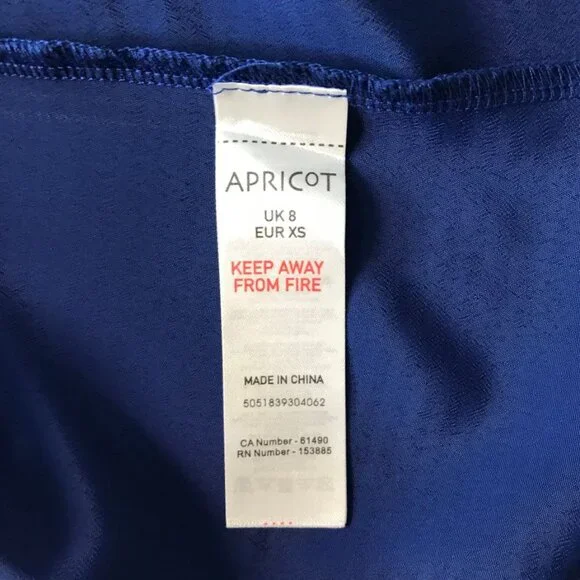 APRICOT
UK 8
EUR XS
KEEP AWAY
FROM FIRE
MADE IN CHINA
5051839304062
CA Number - 61490
RN Number - 153885